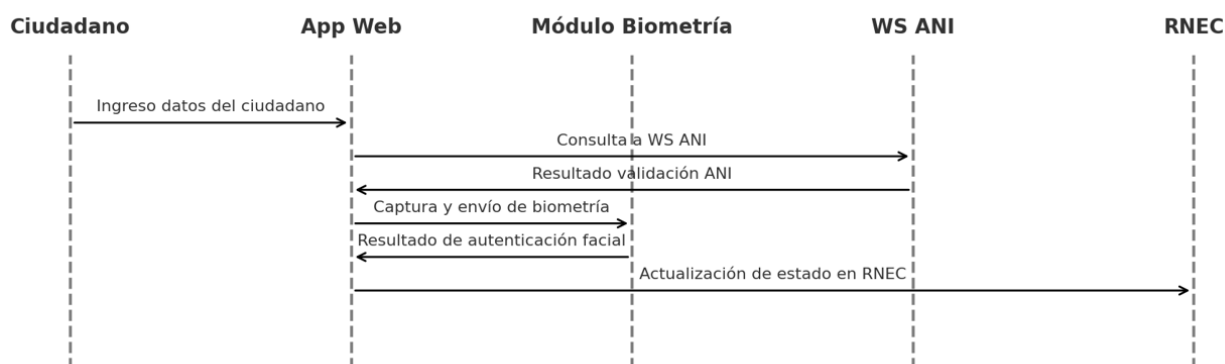 Ciudadano
App Web
Módulo Biometría
WS ANI
RNEC
Ingreso datos del ciudadano
Consulta a WS ANI
Resultado validación ANI
Captura y envío de biometría
Resultado de autenticación facial
Actualización de estado en RNEC